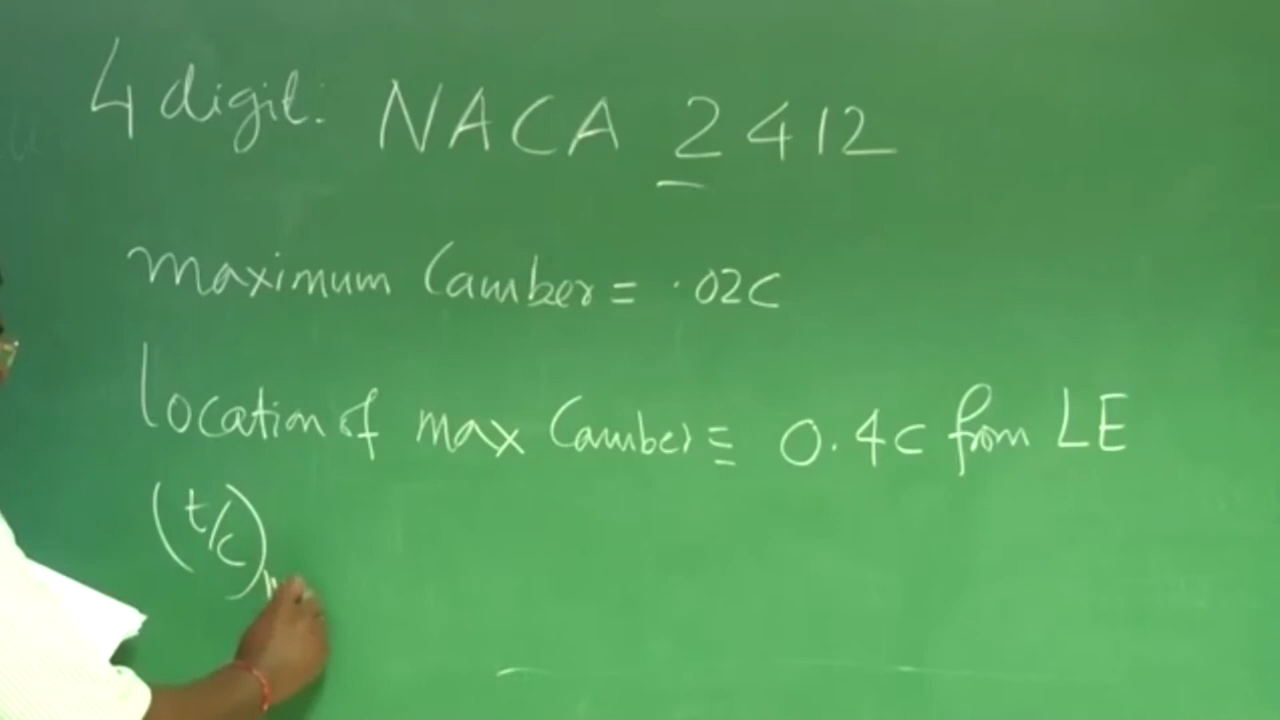 4 digit: NACA 2412
maximum Camber = .02C
Location of max Camber = 0.4C from LE
(t/c)